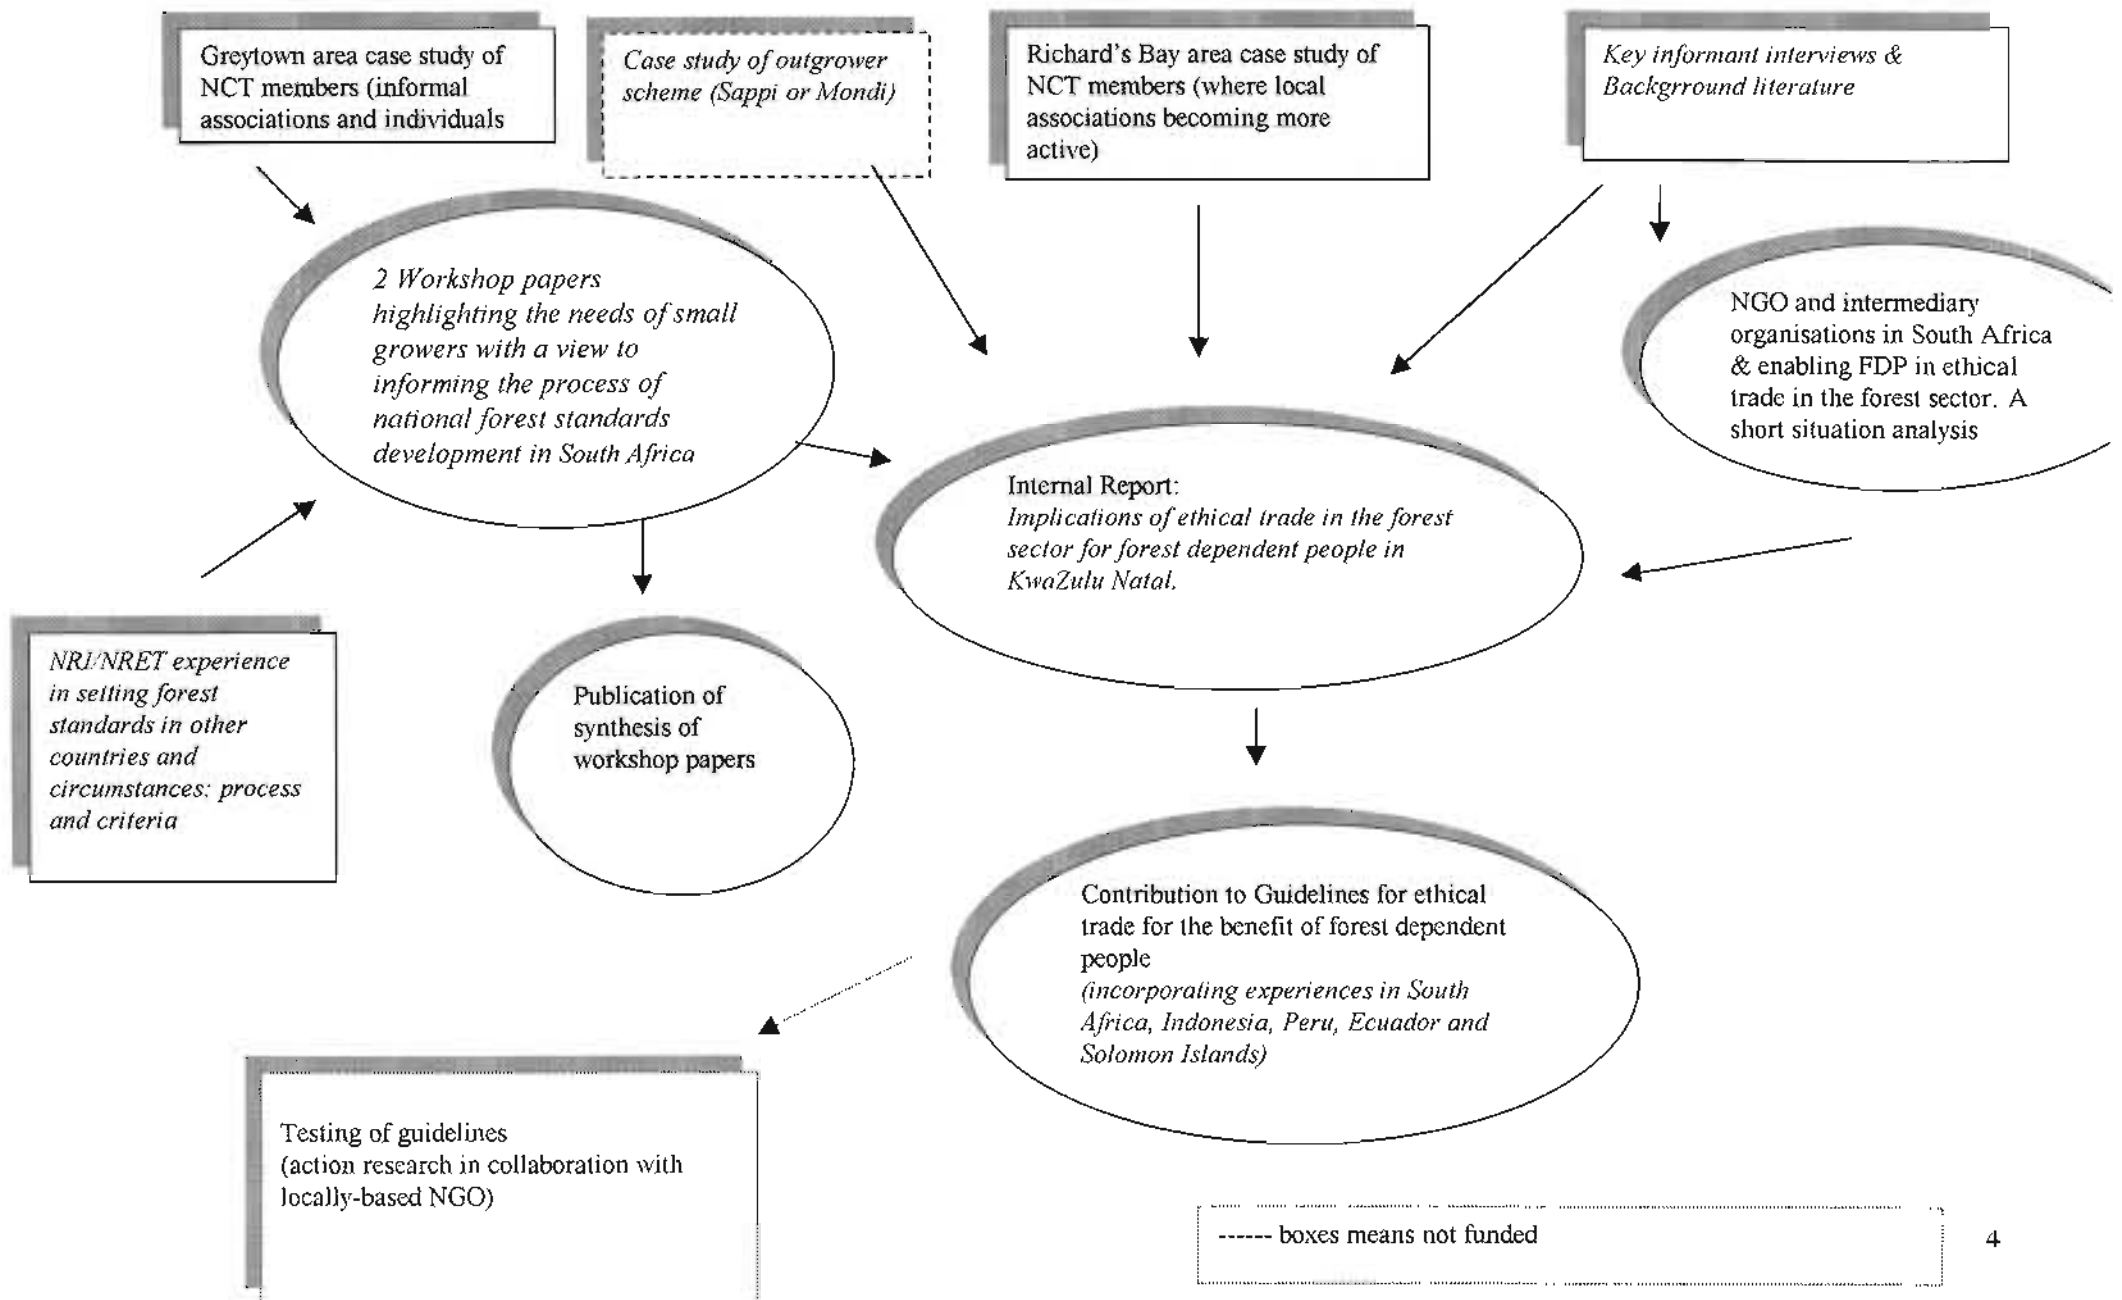 Greytown area case study of
NCT members (informal
associations and individuals
Case study of outgrower
scheme (Sappi or Mondi)
Richard's Bay area case study of
NCT members (where local
associations becoming more
active)
Key informant interviews &
Backgrround literature
2 Workshop papers
highlighting the needs of small
growers with a view to
informing the process of
national forest standards
development in South Africa
NGO and intermediary
organisations in South Africa
& enabling FDP in ethical
trade in the forest sector. A
short situation analysis
Internal Report:
Implications of ethical trade in the forest
sector for forest dependent people in
KwaZulu Natal.
NRI/NRET experience
in setting forest
standards in other
countries and
circumstances: process
and criteria
Publication of
synthesis of
workshop papers
Contribution to Guidelines for ethical
trade for the benefit of forest dependent
people
(incorporating experiences in South
Africa, Indonesia, Peru, Ecuador and
Solomon Islands)
Testing of guidelines
(action research in collaboration with
locally-based NGO)
------ boxes means not funded
4